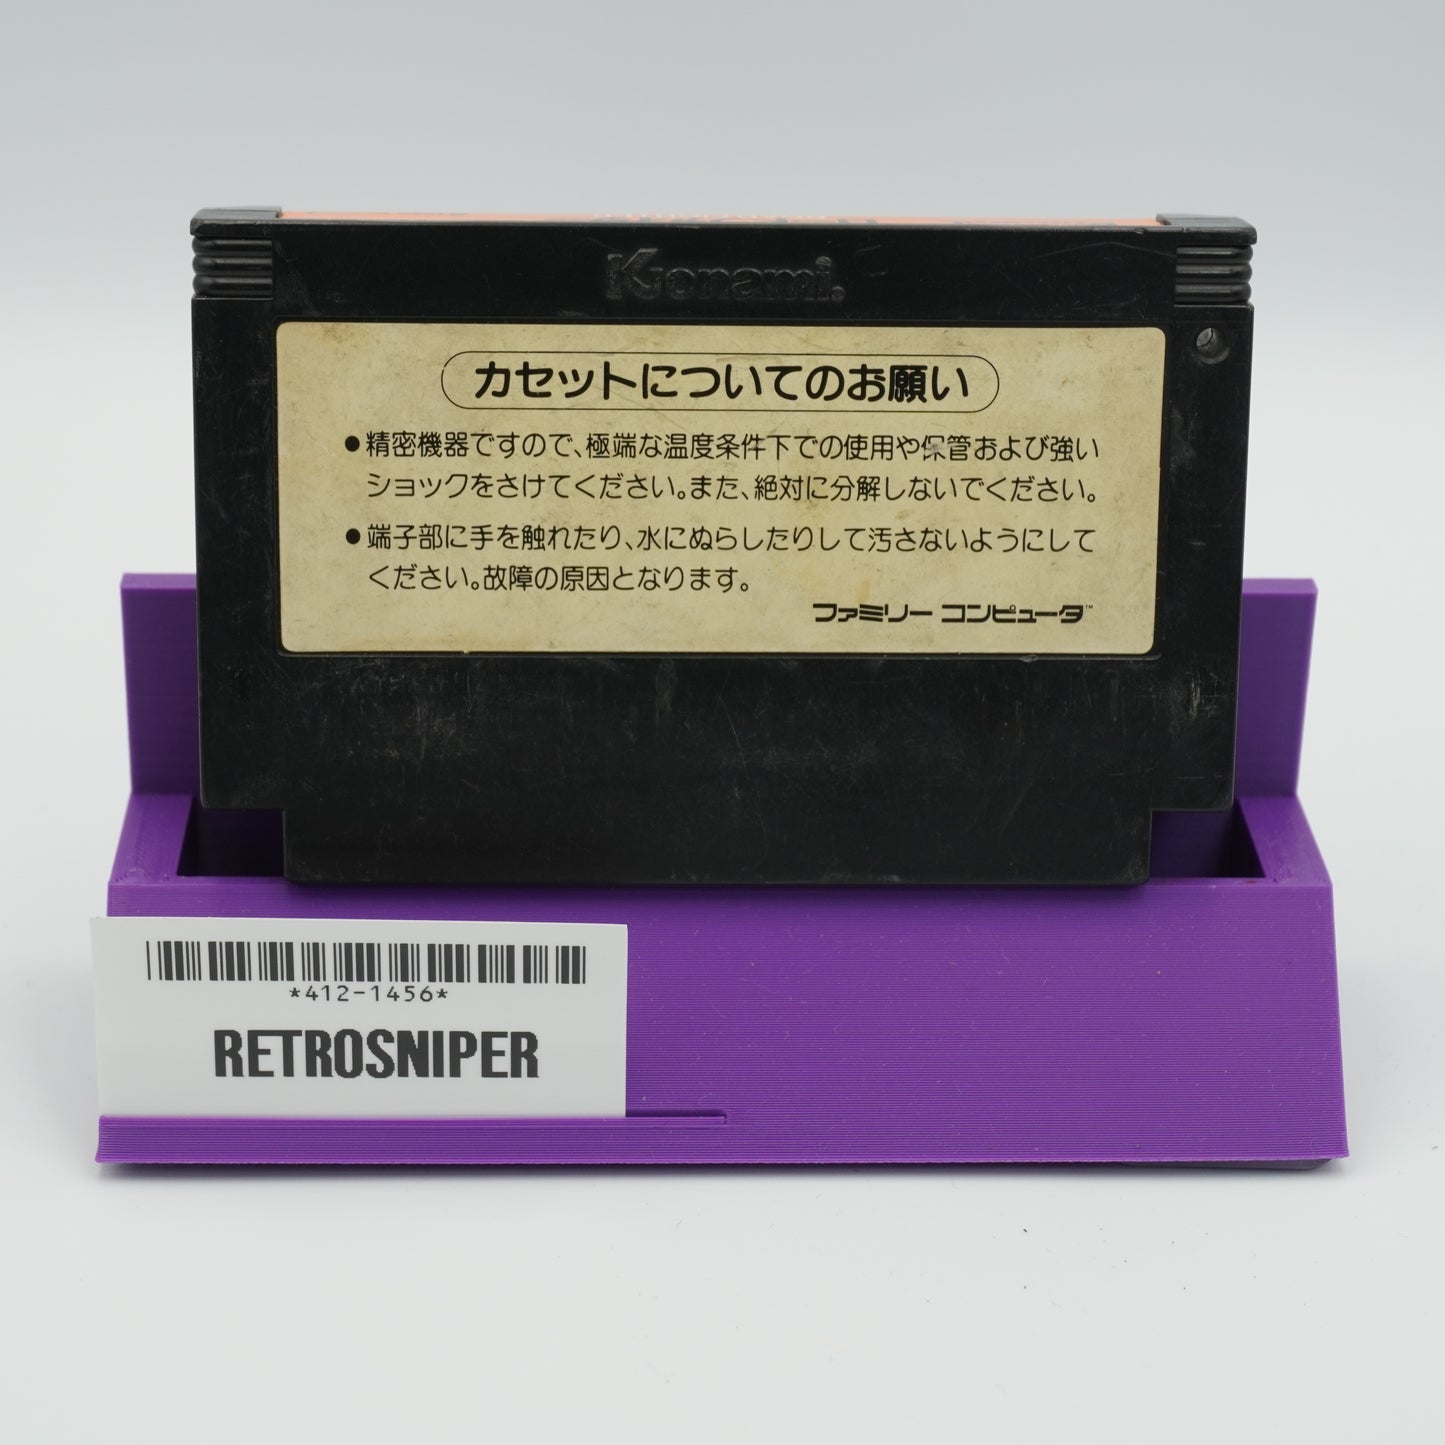 Konami®
カセットについてのお願い
●精密機器ですので、極端な温度条件下での使用や保管および強い
ショックをさけてください。また、絶対に分解しないでください。
●端子部に手を触れたり、水にぬらしたりして汚さないようにして
ください。故障の原因となります。
ファミリー コンピュータ™
*412-1456*
RETROSNIPER